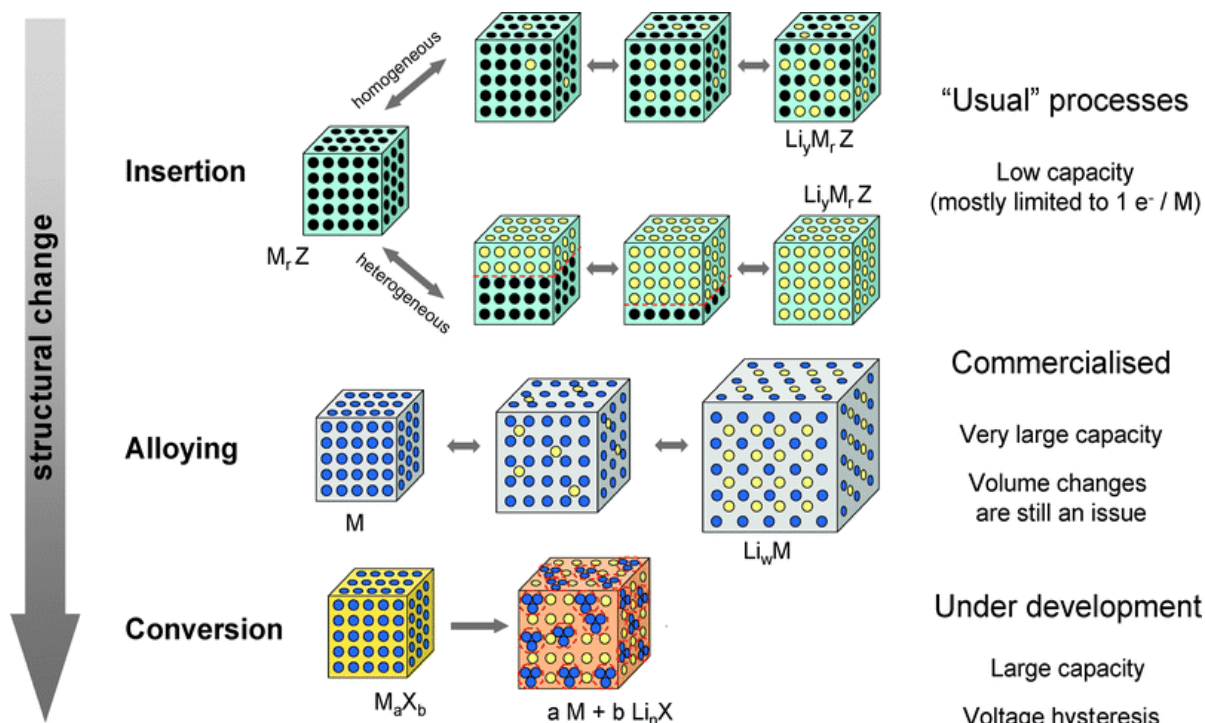 structural change
Insertion
homogeneous
heterogeneous
MᵣZ
LiyMᵣZ
LiyMᵣZ
“Usual” processes
Low capacity
(mostly limited to 1 e⁻ / M)
Alloying
M
LiwM
Commercialised
Very large capacity
Volume changes
are still an issue
Conversion
MₐXb
a M + b LiₙX
Under development
Large capacity
Voltage hysteresis